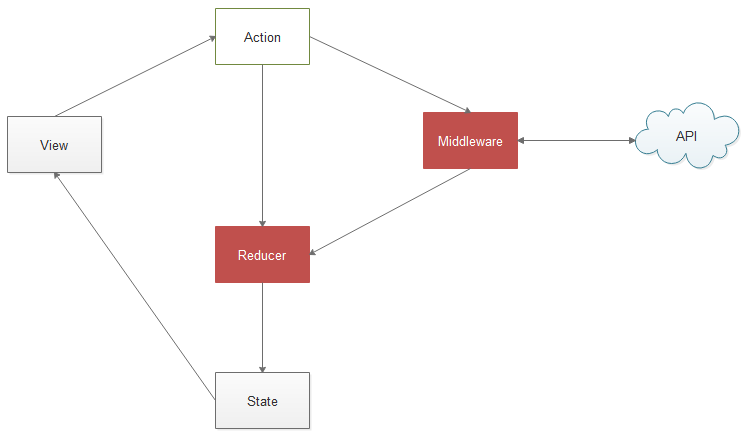 Action
View
Middleware
API
Reducer
State